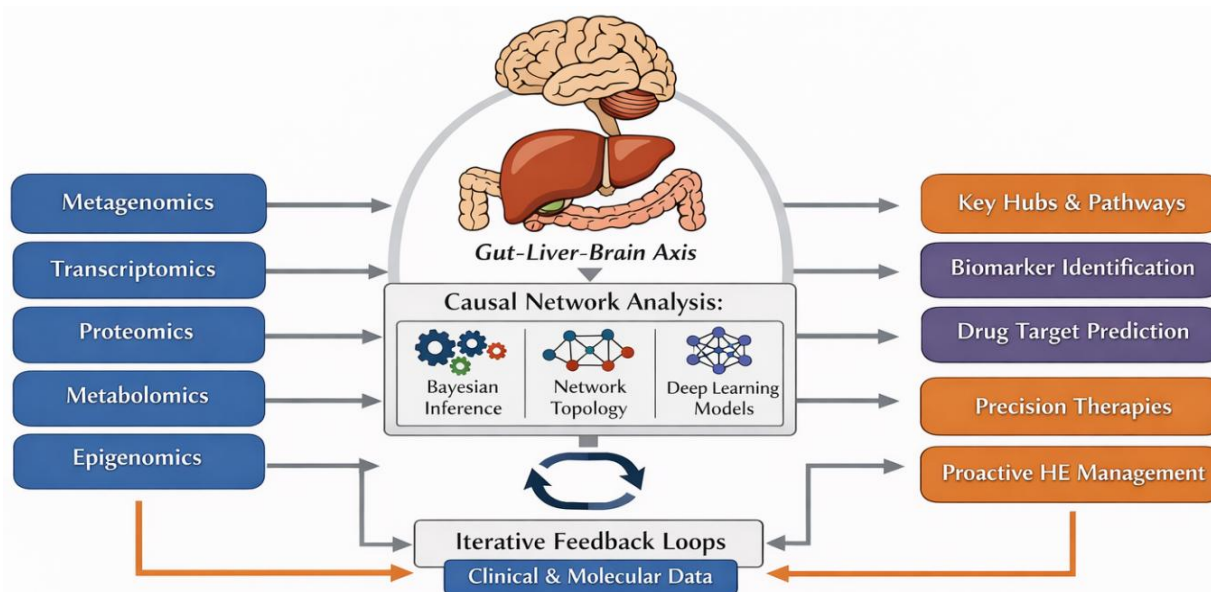 Metagenomics
Transcriptomics
Proteomics
Metabolomics
Epigenomics
Gut-Liver-Brain Axis
Causal Network Analysis:
Bayesian
Inference
Network
Topology
Deep Learning
Models
Iterative Feedback Loops
Clinical & Molecular Data
Key Hubs & Pathways
Biomarker Identification
Drug Target Prediction
Precision Therapies
Proactive HE Management